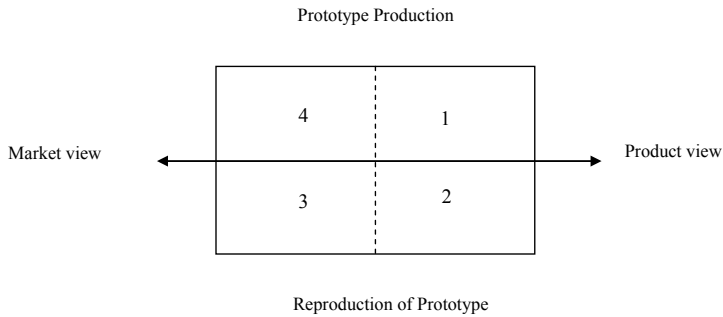 Prototype Production
4
1
Market view
Product view
3
2
Reproduction of Prototype